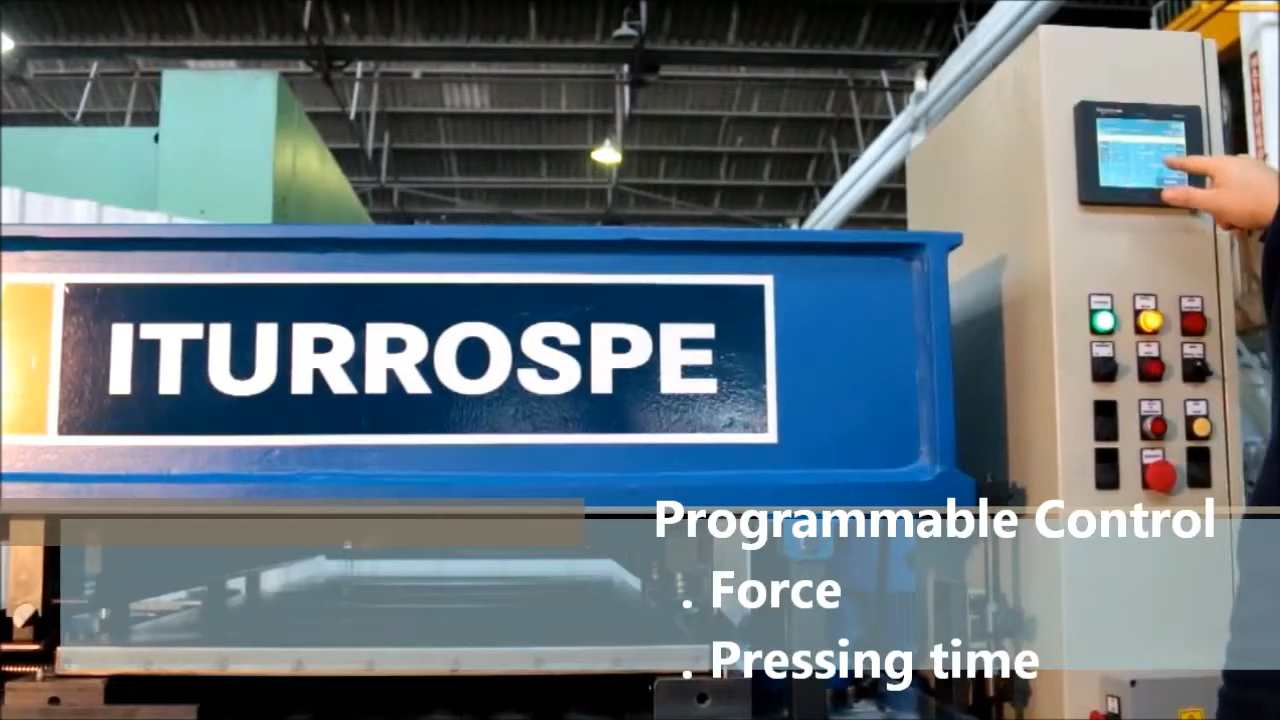 ITURROSPE
Programmable Control
. Force
. Pressing time